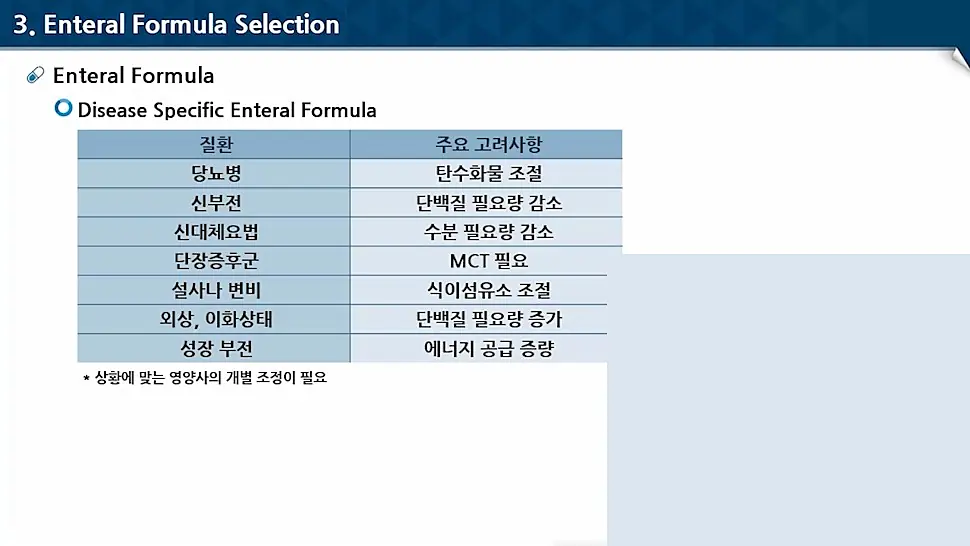 3. Enteral Formula Selection
Enteral Formula
Disease Specific Enteral Formula
질환 주요 고려사항
당뇨병 탄수화물 조절
신부전 단백질 필요량 감소
신대체요법 수분 필요량 감소
단장증후군 MCT 필요
설사나 변비 식이섬유소 조절
외상, 이화상태 단백질 필요량 증가
성장 부전 에너지 공급 증량
* 상황에 맞는 영양사의 개별 조정이 필요